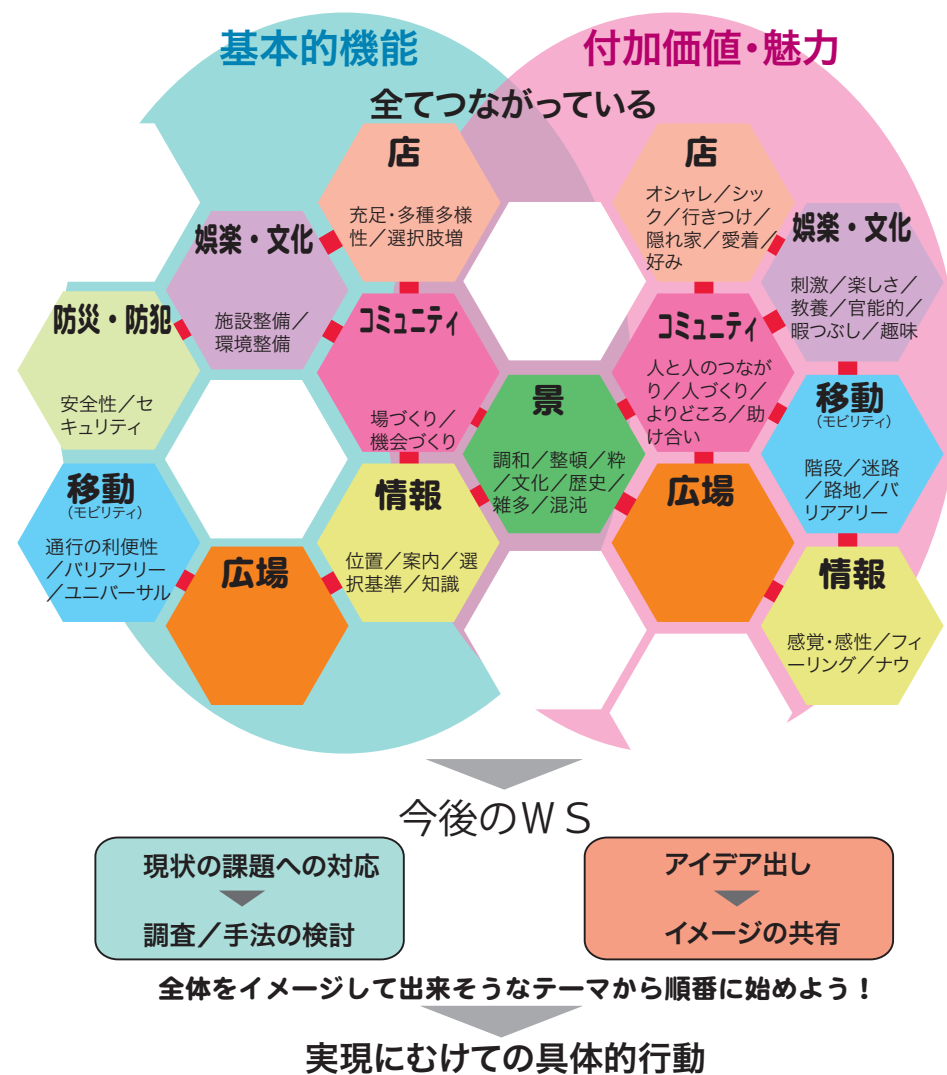 基本的機能
付加価値・魅力
全てつながっている
店
充足・多種多様
性／選択肢増
娯楽・文化
施設整備／
環境整備
防災・防犯
安全性／セ
キュリティ
コミュニティ
場づくり／
機会づくり
移動
（モビリティ）
通行の利便性
／バリアフリー
／ユニバーサル
広場
情報
位置／案内／選
択基準／知識
景
調和／整頓／粋
／文化／歴史／
雑多／混沌
店
オシャレ／シッ
ク／行きつけ／
隠れ家／愛着／
好み
娯楽・文化
刺激／楽しさ／
教養／官能的／
暇つぶし／趣味
コミュニティ
人と人のつなが
り／人づくり／
よりどころ／助
け合い
移動
（モビリティ）
階段／迷路
／路地／バ
リアアリー
広場
情報
感覚・感性／フィ
ーリング／ナウ
今後のＷＳ
現状の課題への対応
調査／手法の検討
アイデア出し
イメージの共有
全体をイメージして出来そうなテーマから順番に始めよう！
実現にむけての具体的行動